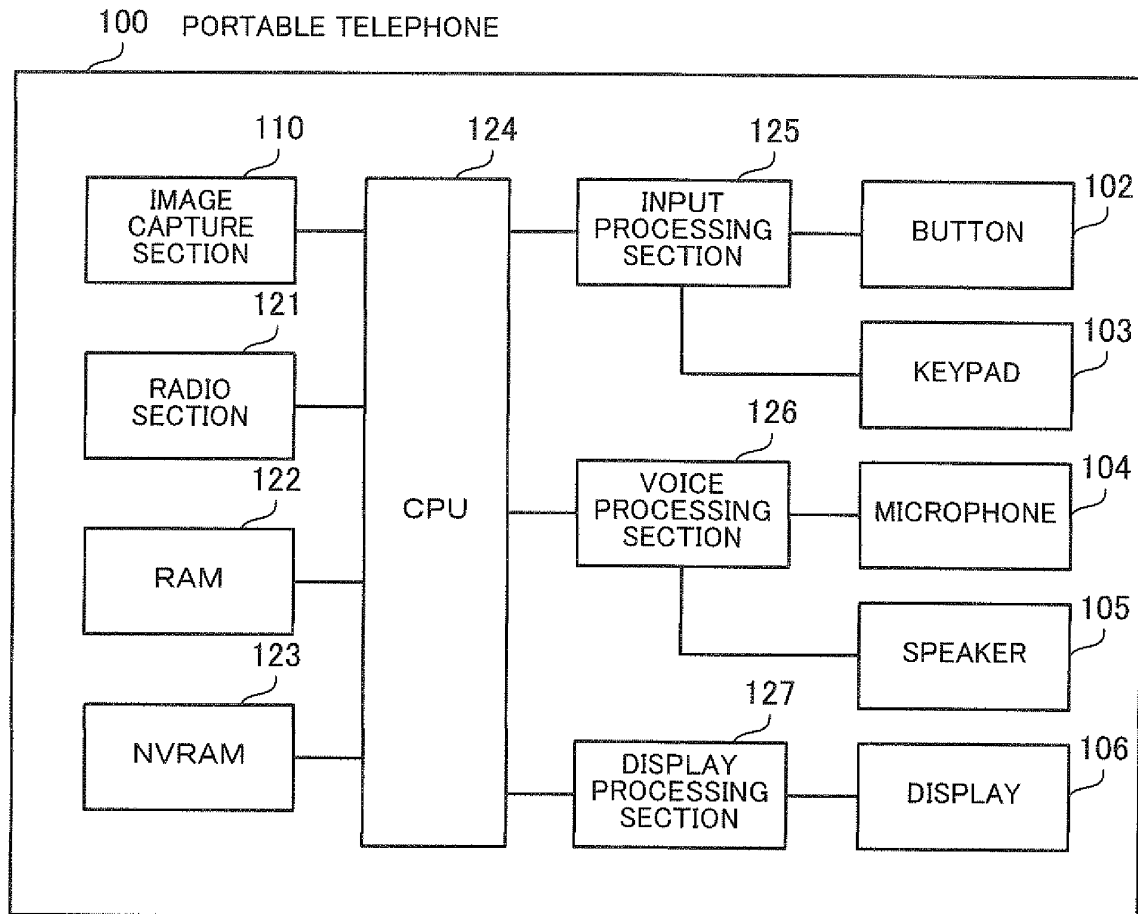 100 PORTABLE TELEPHONE
110
124
125
102
IMAGE
CAPTURE
SECTION
INPUT
PROCESSING
SECTION
BUTTON
121
103
RADIO
SECTION
KEYPAD
126
104
122
CPU
VOICE
PROCESSING
SECTION
MICROPHONE
RAM
105
123
SPEAKER
127
106
NVRAM
DISPLAY
PROCESSING
SECTION
DISPLAY